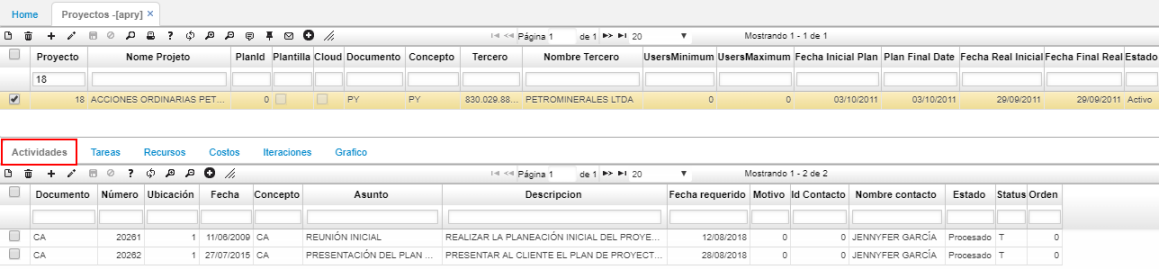 Home Proyectos -[apry] ×
Página 1 de 1 20 Mostrando 1 - 1 de 1
Proyecto Nome Projeto PlanId Plantilla Cloud Documento Concepto Tercero Nombre Tercero UsersMinimum UsersMaximum Fecha Inicial Plan Plan Final Date Fecha Real Inicial Fecha Final Real Estado
18
18 ACCIONES ORDINARIAS PET... 0 PY PY 830.029.88... PETROMINERALES LTDA 0 0 03/10/2011 03/10/2011 29/09/2011 29/09/2011 Activo
Actividades Tareas Recursos Costos Iteraciones Grafico
Página 1 de 1 20 Mostrando 1 - 2 de 2
Documento Número Ubicación Fecha Concepto Asunto Descripcion Fecha requerido Motivo Id Contacto Nombre contacto Estado Status Orden
CA 20261 1 11/06/2009 CA REUNIÓN INICIAL REALIZAR LA PLANEACIÓN INICIAL DEL PROYE... 12/08/2018 0 0 JENNYFER GARCÍA Procesado T 0
CA 20262 1 27/07/2015 CA PRESENTACIÓN DEL PLAN ... PRESENTAR AL CLIENTE EL PLAN DE PROYECT... 28/08/2018 0 0 JENNYFER GARCÍA Procesado T 0